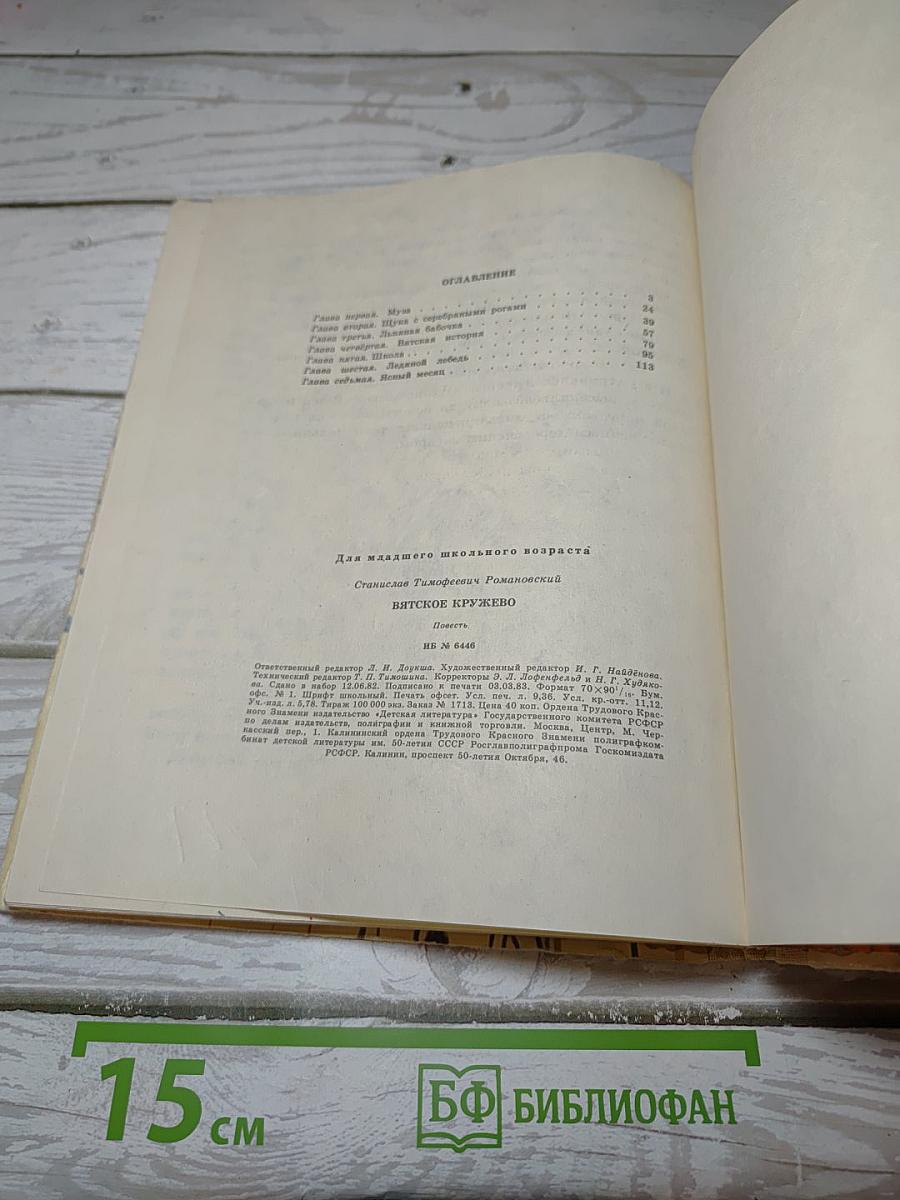 ОГЛАВЛЕНИЕ
Глава первая. Муза . . . . . . . . . . . . . . . . 3
Глава вторая. Щука с серебряными рогами . . . . . . . 24
Глава третья. Льняная бабочка . . . . . . . . . . . . 39
Глава четвёртая. Вятская история . . . . . . . . . . . 57
Глава пятая. Школа . . . . . . . . . . . . . . . . 79
Глава шестая. Ледяной лебедь . . . . . . . . . . . . 95
Глава седьмая. Ясный месяц . . . . . . . . . . . . . 113
Для младшего школьного возраста
Станислав Тимофеевич Романовский
ВЯТСКОЕ КРУЖЕВО
Повесть
ИБ № 6446
Ответственный редактор Л. И. Доукша. Художественный редактор И. Г. Найдёнова.
Технический редактор Т. П. Тимошина. Корректоры Э. Л. Лофенфельд и Н. Г. Худяко-
ва. Сдано в набор 12.06.82. Подписано к печати 03.03.83. Формат 70×90¹/₁₆. Бум.
офс. № 1. Шрифт школьный. Печать офсет. Усл. печ. л. 9,36. Усл. кр.-отт. 11,12.
Уч.-изд. л. 5,78. Тираж 100 000 экз. Заказ № 1713. Цена 40 коп. Ордена Трудового Крас-
ного Знамени издательство «Детская литература» Государственного комитета РСФСР
по делам издательств, полиграфии и книжной торговли. Москва, Центр, М. Чер-
касский пер., 1. Калининский ордена Трудового Красного Знамени полиграфком-
бинат детской литературы им. 50-летия СССР Росглавполиграфпрома Госкомиздата
РСФСР. Калинин, проспект 50-летия Октября, 46.
15 см
БФ БИБЛИОФАН